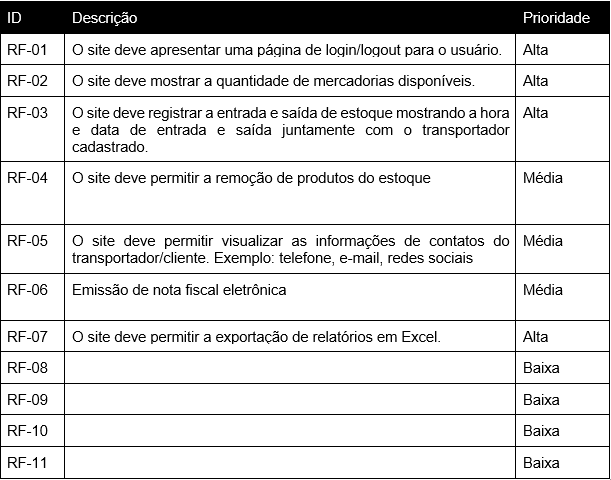 ID Descrição Prioridade
RF-01 O site deve apresentar uma página de login/logout para o usuário. Alta
RF-02 O site deve mostrar a quantidade de mercadorias disponíveis. Alta
RF-03 O site deve registrar a entrada e saída de estoque mostrando a hora Alta
e data de entrada e saída juntamente com o transportador
cadastrado.
RF-04 O site deve permitir a remoção de produtos do estoque Média
RF-05 O site deve permitir visualizar as informações de contatos do Média
transportador/cliente. Exemplo: telefone, e-mail, redes sociais
RF-06 Emissão de nota fiscal eletrônica Média
RF-07 O site deve permitir a exportação de relatórios em Excel. Alta
RF-08 Baixa
RF-09 Baixa
RF-10 Baixa
RF-11 Baixa